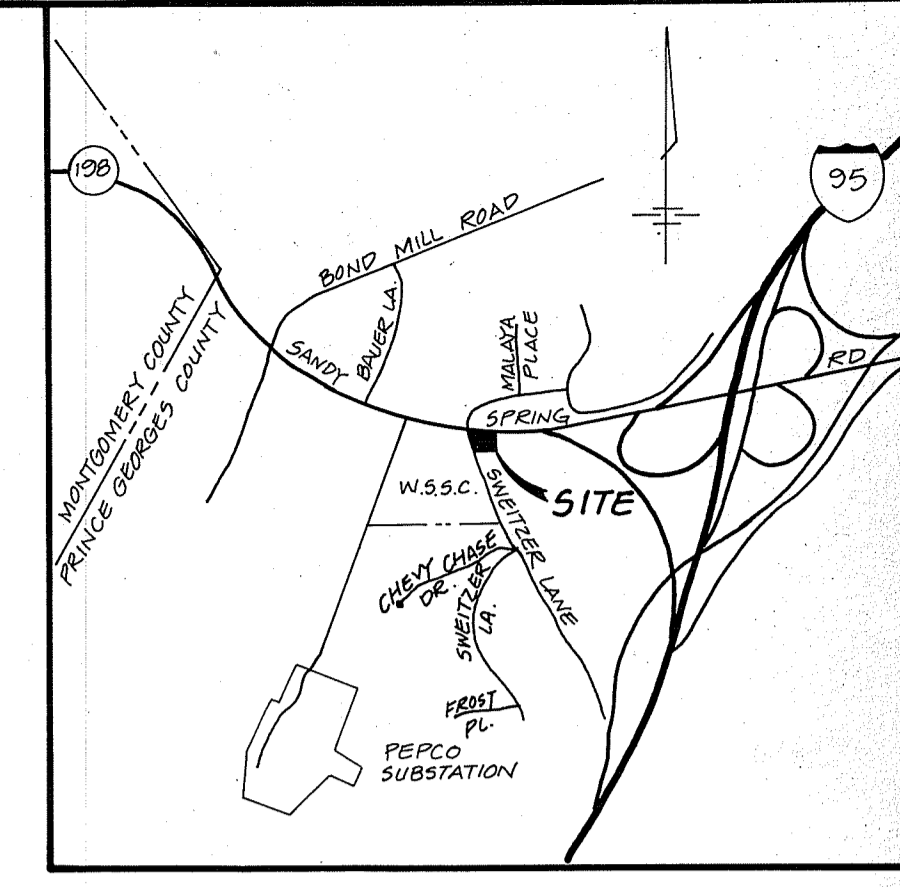 198
95
BOND MILL ROAD
BAUER LA.
SANDY
SPRING
RD
MALAYA
PLACE
MONTGOMERY COUNTY
PRINCE GEORGES COUNTY
W.S.S.C.
SITE
SWEITZER LANE
CHEVY CHASE
DR.
SWEITZER
LA.
FROST
PL.
PEPCO
SUBSTATION